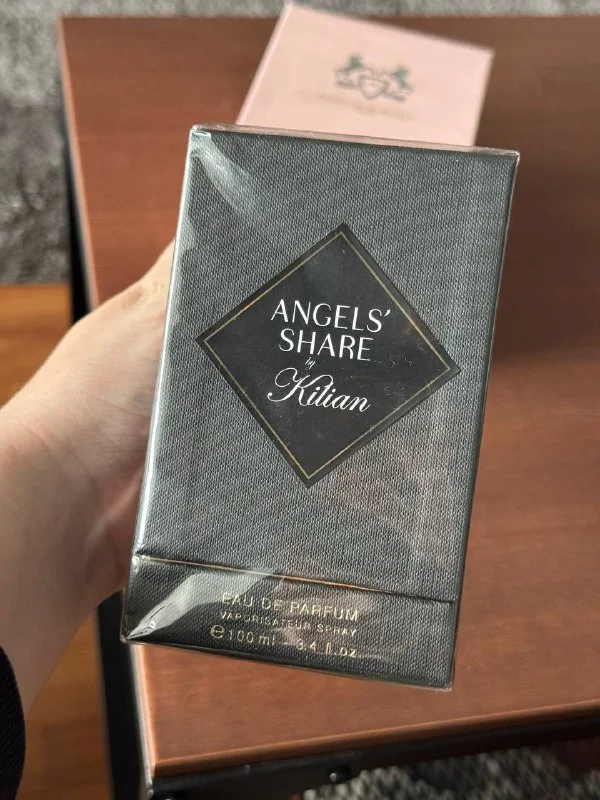 ANGELS'
SHARE
by
Kilian
EAU DE PARFUM
VAPORISATEUR SPRAY
℮100 ml 3.4 fl.oz